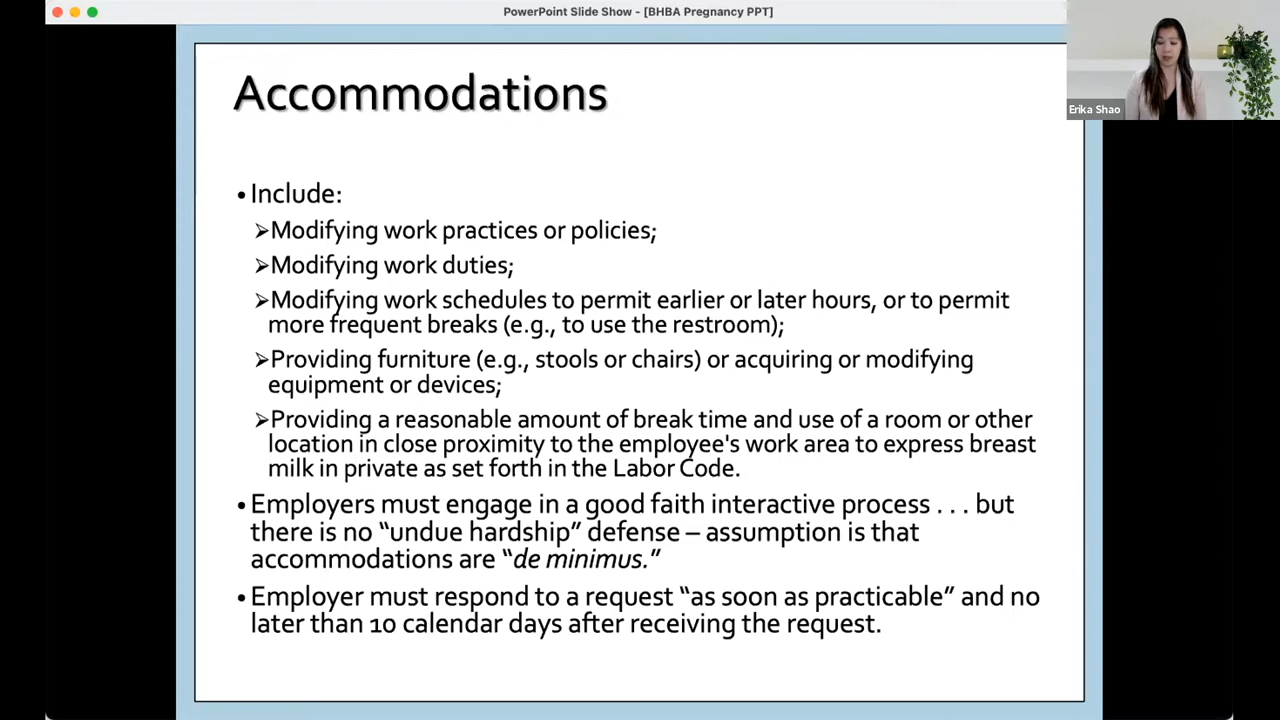 PowerPoint Slide Show - [BHBA Pregnancy PPT]
Erika Shao
Accommodations
• Include:
➢Modifying work practices or policies;
➢Modifying work duties;
➢Modifying work schedules to permit earlier or later hours, or to permit
more frequent breaks (e.g., to use the restroom);
➢Providing furniture (e.g., stools or chairs) or acquiring or modifying
equipment or devices;
➢Providing a reasonable amount of break time and use of a room or other
location in close proximity to the employee's work area to express breast
milk in private as set forth in the Labor Code.
• Employers must engage in a good faith interactive process . . . but
there is no “undue hardship” defense – assumption is that
accommodations are “de minimus.”
• Employer must respond to a request “as soon as practicable” and no
later than 10 calendar days after receiving the request.